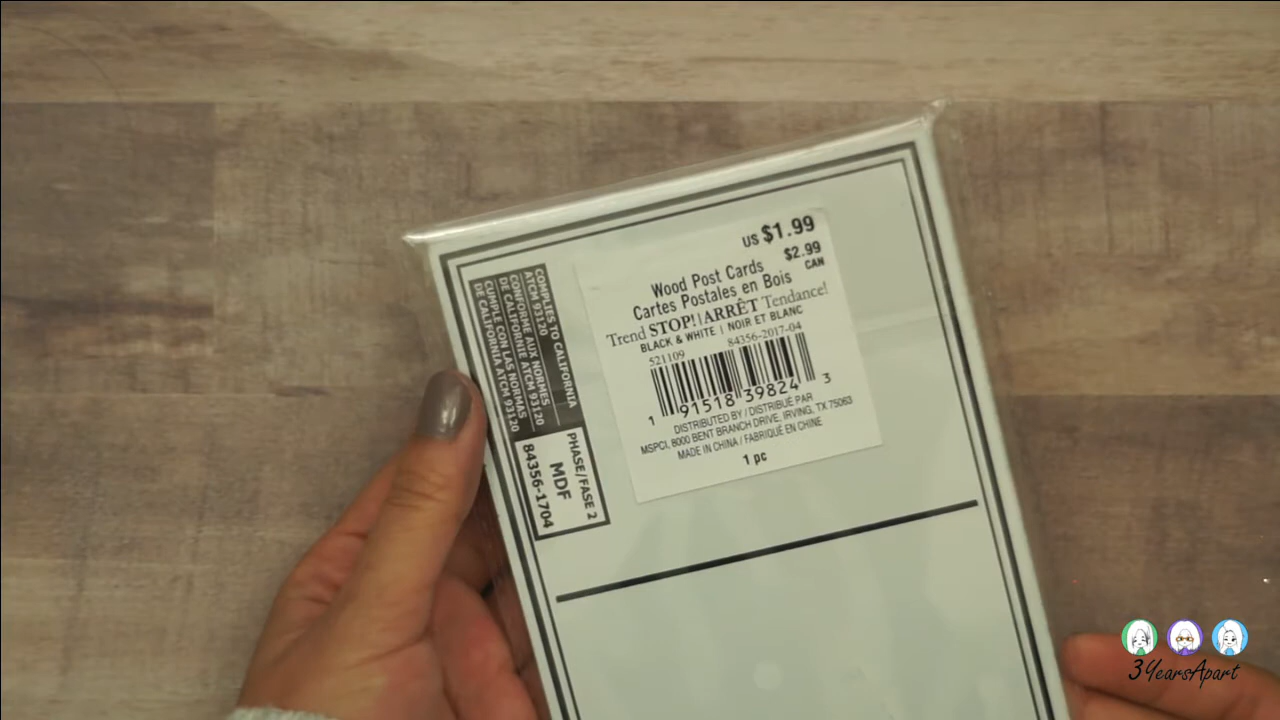 US $1.99
$2.99
CAN
Wood Post Cards
Cartes Postales en Bois
Trend STOP!|ARRÊT Tendance!
BLACK & WHITE | NOIR ET BLANC
521109 84356-2017-04
1 91518 39824 3
DISTRIBUTED BY / DISTRIBUÉ PAR
MSPCI, 8000 BENT BRANCH DRIVE, IRVING, TX 75063
MADE IN CHINA / FABRIQUÉ EN CHINE
1 pc
COMPLIES TO CALIFORNIA
ATCM 93120
CONFORME AUX NORMES
DE CALIFORNIE ATCM 93120
CUMPLE CON LAS NORMAS
DE CALIFORNIA ATCM 93120
PHASE/FASE 2
MDF
84356-1704
3YearsApart